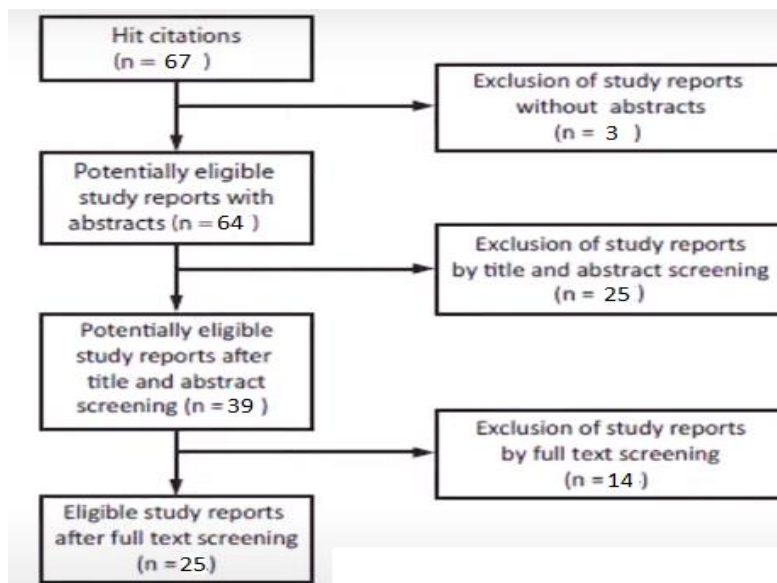 Hit citations
(n = 67 )
Exclusion of study reports
without abstracts
(n = 3 )
Potentially eligible
study reports with
abstracts (n = 64 )
Exclusion of study reports
by title and abstract screening
(n = 25 )
Potentially eligible
study reports after
title and abstract
screening (n = 39 )
Exclusion of study reports
by full text screening
(n = 14 )
Eligible study reports
after full text screening
(n = 25.)